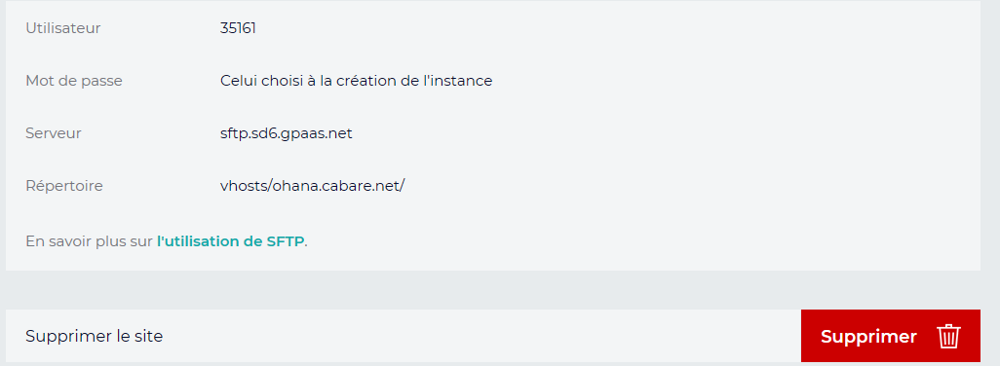 Utilisateur 35161
Mot de passe Celui choisi à la création de l'instance
Serveur sftp.sd6.gpaas.net
Répertoire vhosts/ohana.cabare.net/
En savoir plus sur l'utilisation de SFTP.
Supprimer le site Supprimer